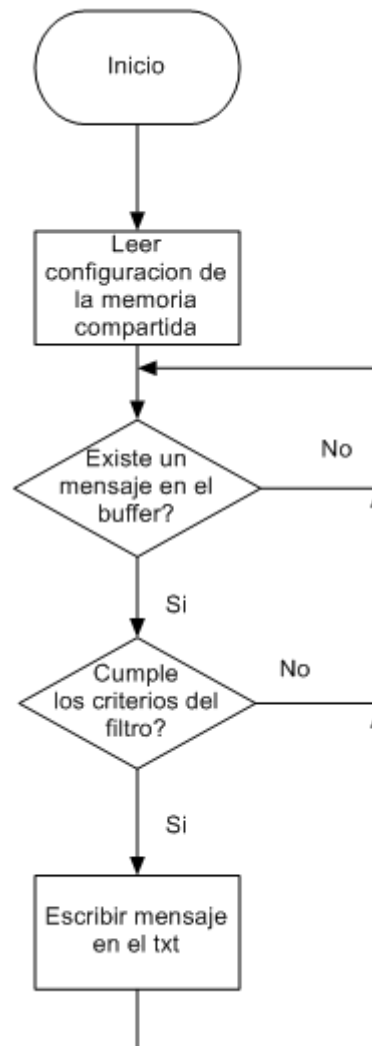 Inicio
Leer
configuracion de
la memoria
compartida
Existe un
mensaje en el
buffer?
No
Si
Cumple
los criterios del
filtro?
No
Si
Escribir mensaje
en el txt